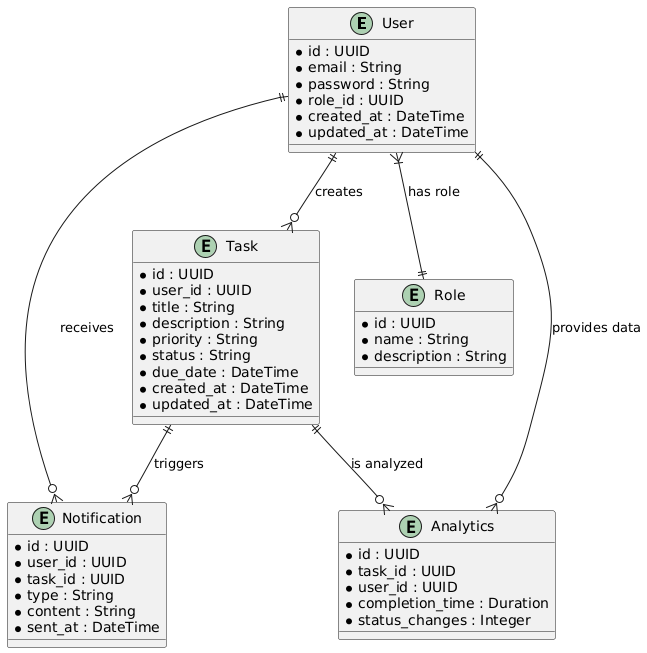 E User
id : UUID
email : String
password : String
role_id : UUID
created_at : DateTime
updated_at : DateTime
creates
has role
E Task
id : UUID
user_id : UUID
title : String
description : String
priority : String
status : String
due_date : DateTime
created_at : DateTime
updated_at : DateTime
E Role
id : UUID
name : String
description : String
receives
provides data
triggers
is analyzed
E Notification
id : UUID
user_id : UUID
task_id : UUID
type : String
content : String
sent_at : DateTime
E Analytics
id : UUID
task_id : UUID
user_id : UUID
completion_time : Duration
status_changes : Integer